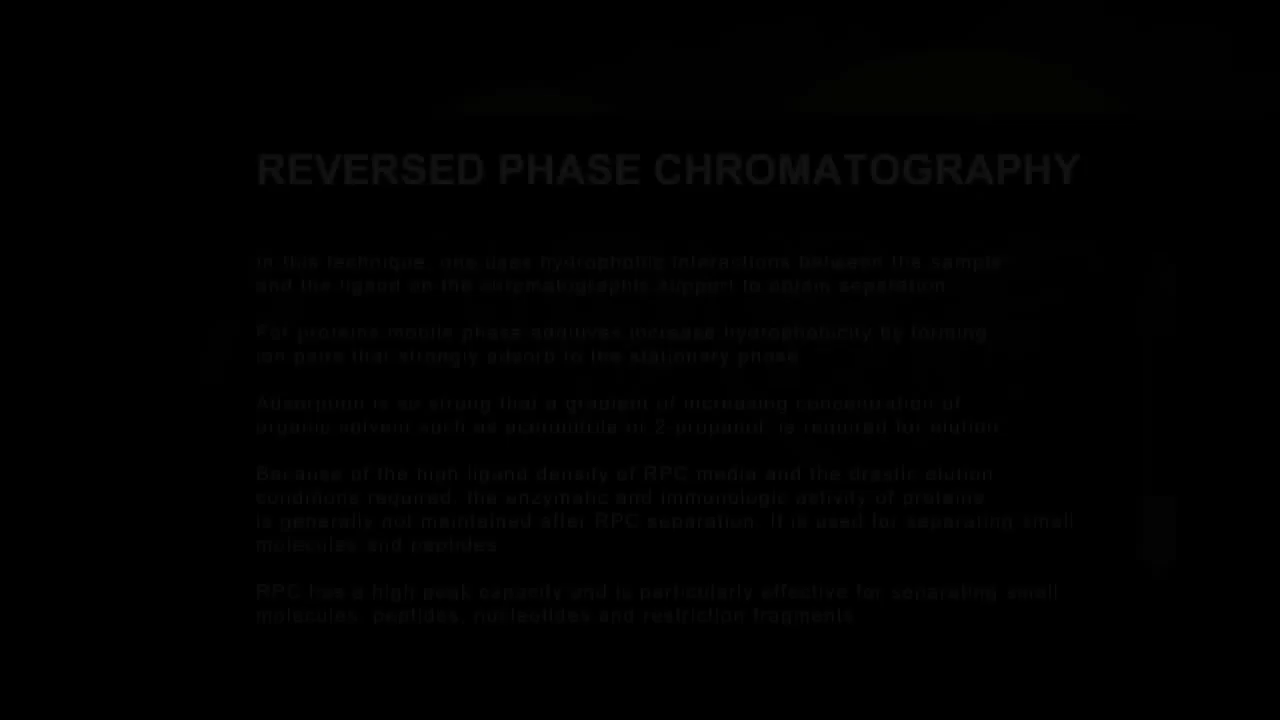 REVERSED PHASE CHROMATOGRAPHY
In this technique, one uses hydrophobic interactions between the sample
and the ligand on the chromatographic support to obtain separation.
For proteins mobile phase additives increase hydrophobicity by forming
ion pairs that strongly adsorb to the stationary phase.
Adsorption is so strong that a gradient of increasing concentration of
organic solvent such as acetonitrile or 2-propanol, is required for elution.
Because of the high ligand density of RPC media and the drastic elution
conditions required, the enzymatic and immunologic activity of proteins
is generally not maintained after RPC separation. It is used for separating small
molecules and peptides.
RPC has a high peak capacity and is particularly effective for separating small
molecules, peptides, nucleotides and restriction fragments.